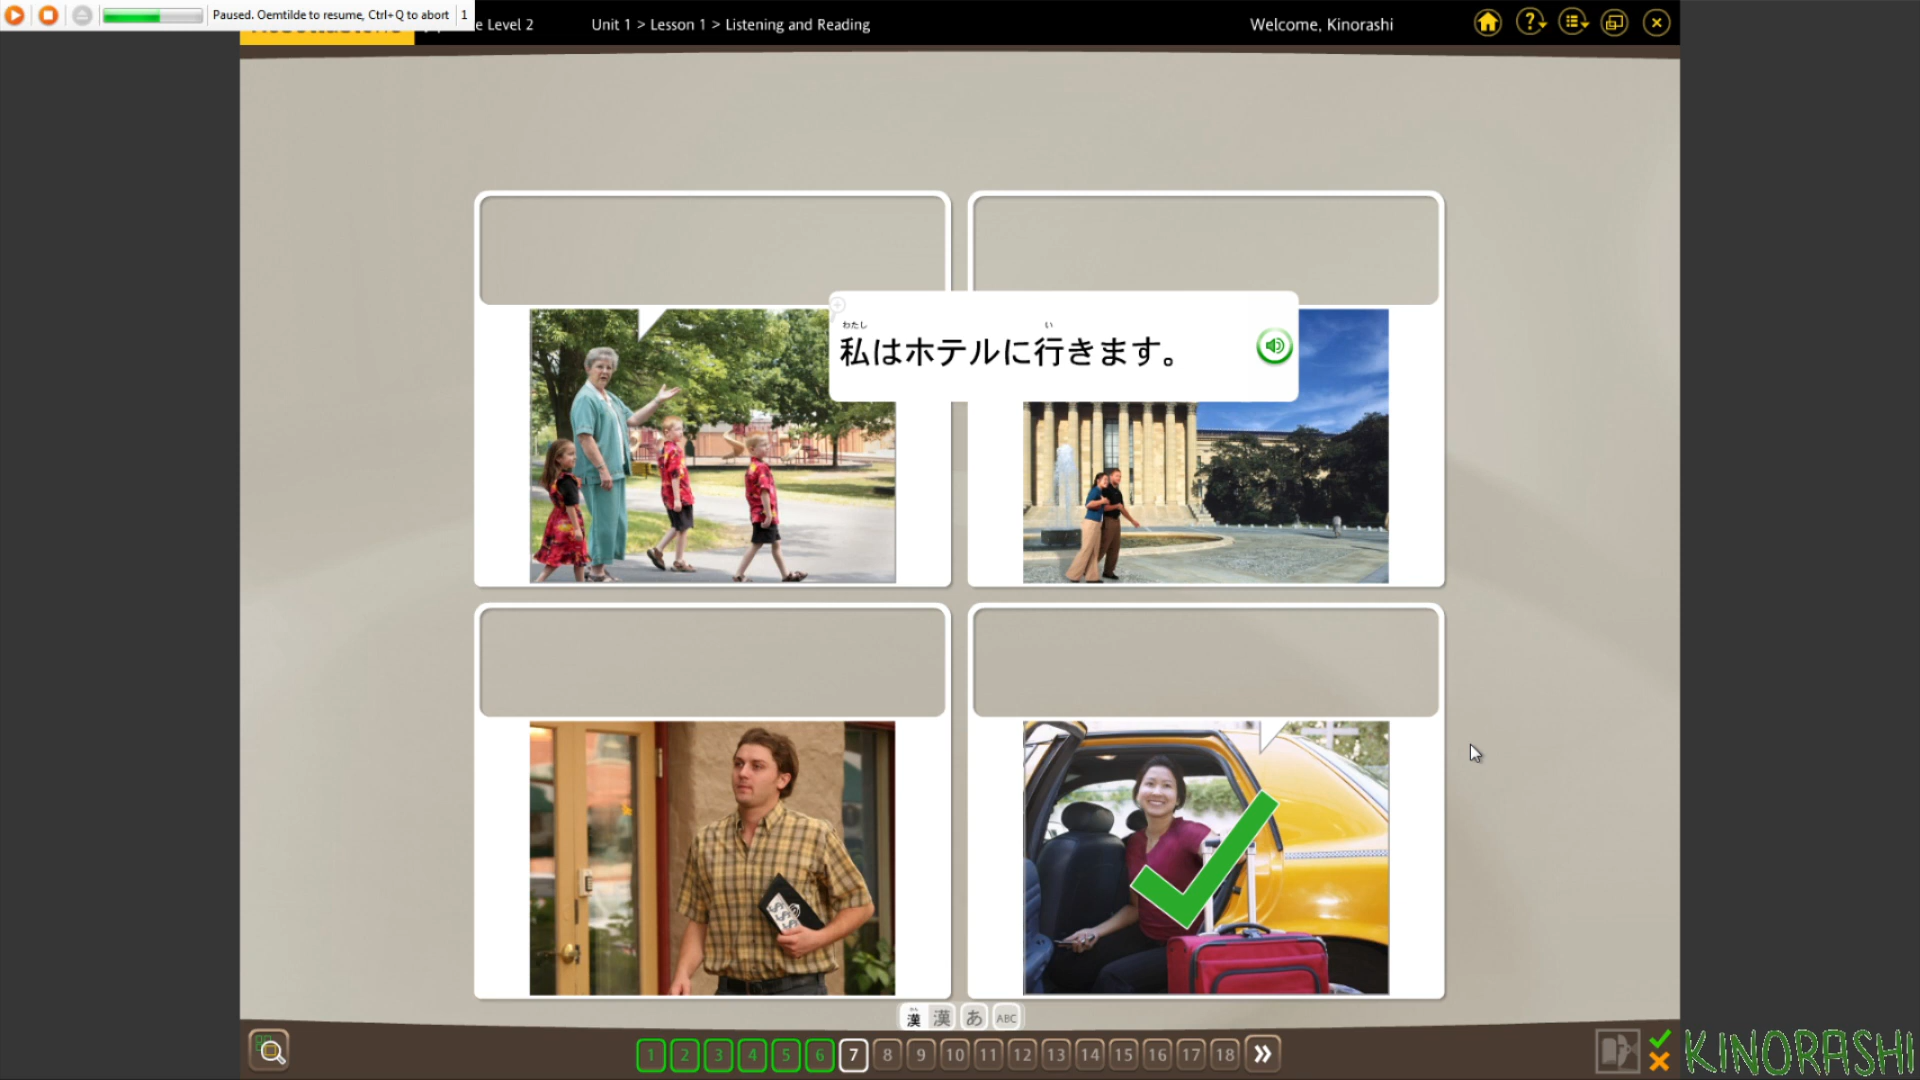 Paused. Oemtilde to resume, Ctrl+Q to abort 1
e Level 2
Unit 1 > Lesson 1 > Listening and Reading
Welcome, Kinorashi
わたし い
私はホテルに行きます。
$$$
かん
漢 漢 あ ABC
1 2 3 4 5 6 7 8 9 10 11 12 13 14 15 16 17 18
KINORASHI